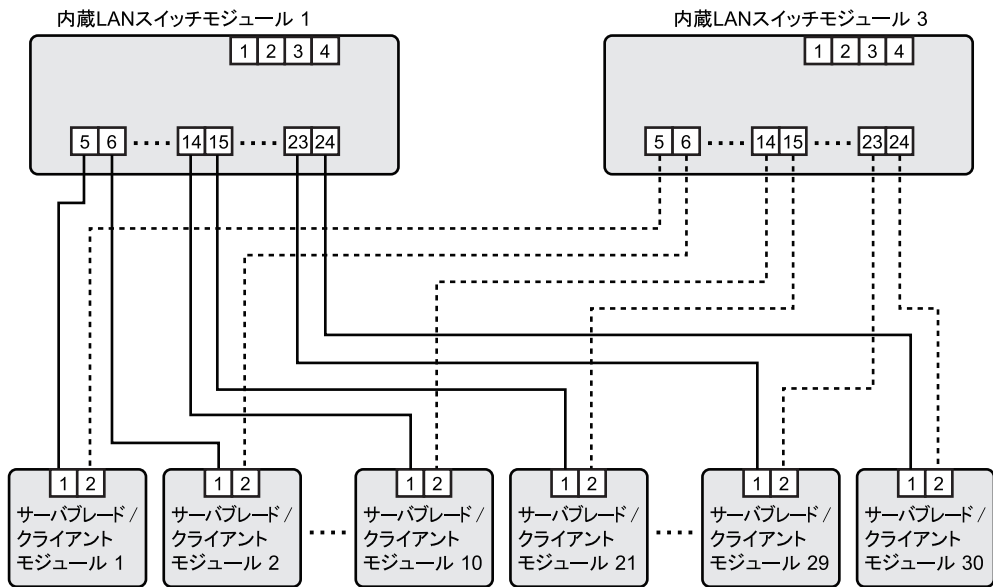 内蔵LANスイッチモジュール 1
内蔵LANスイッチモジュール 3
1 2 3 4
1 2 3 4
5 6 ‥‥ 14 15 ‥‥ 23 24
5 6 ‥‥ 14 15 ‥‥ 23 24
1 2
サーバブレード/
クライアント
モジュール 1
1 2
サーバブレード/
クライアント
モジュール 2
‥‥
1 2
サーバブレード/
クライアント
モジュール 10
1 2
サーバブレード/
クライアント
モジュール 21
‥‥
1 2
サーバブレード/
クライアント
モジュール 29
1 2
サーバブレード/
クライアント
モジュール 30